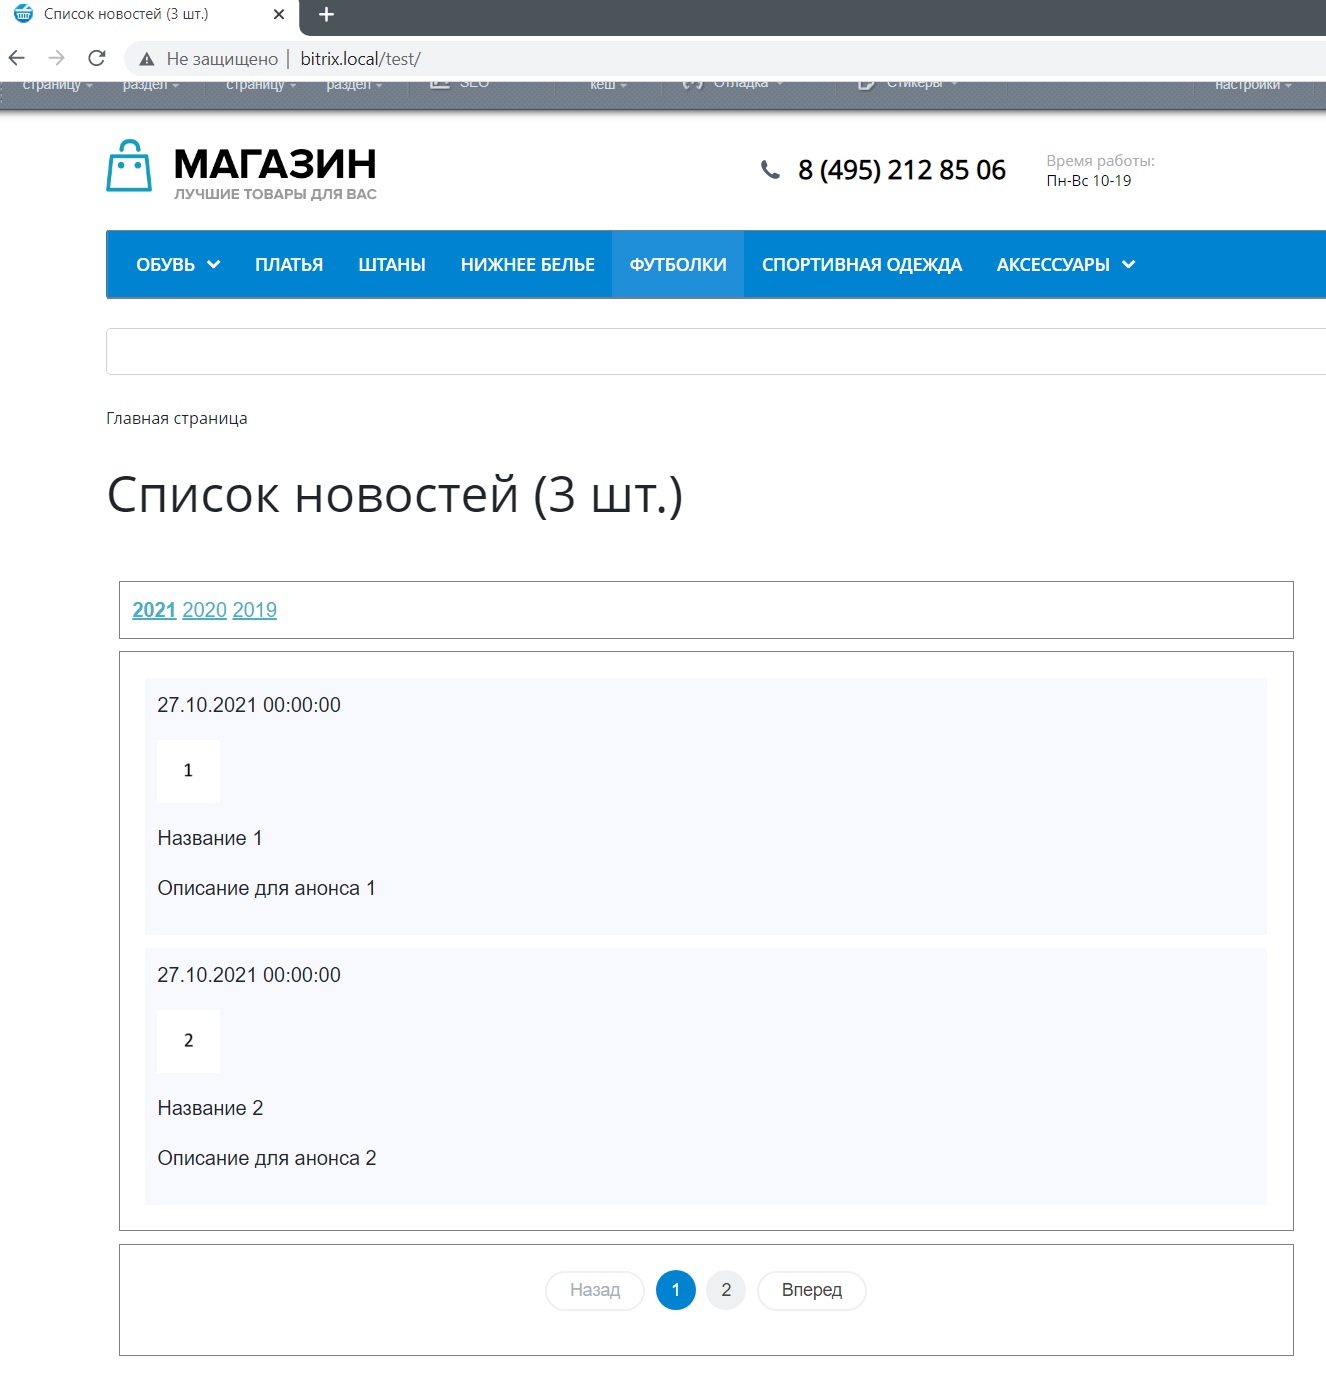 Список новостей (3 шт.)
Не защищено | bitrix.local/test/
страницу раздел страницу раздел SEO кеш Отладка Стикеры настройки
МАГАЗИН
ЛУЧШИЕ ТОВАРЫ ДЛЯ ВАС
8 (495) 212 85 06
Время работы:
Пн-Вс 10-19
ОБУВЬ ПЛАТЬЯ ШТАНЫ НИЖНЕЕ БЕЛЬЕ ФУТБОЛКИ СПОРТИВНАЯ ОДЕЖДА АКСЕССУАРЫ
Главная страница
Список новостей (3 шт.)
2021 2020 2019
27.10.2021 00:00:00
1
Название 1
Описание для анонса 1
27.10.2021 00:00:00
2
Название 2
Описание для анонса 2
Назад 1 2 Вперед